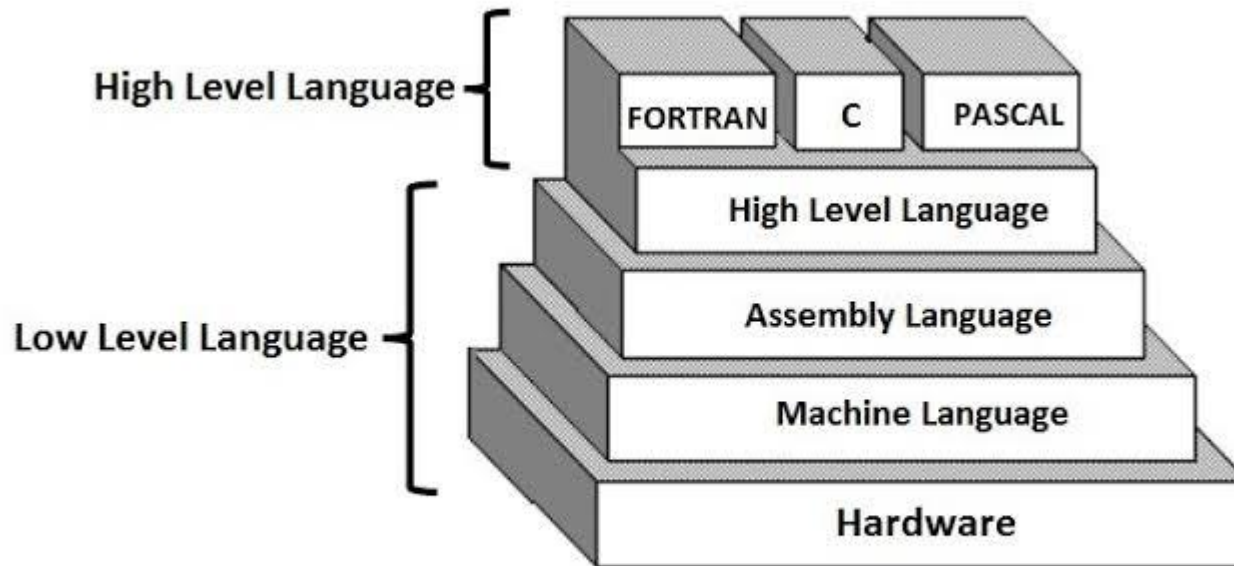 High Level Language
FORTRAN C PASCAL
High Level Language
Low Level Language
Assembly Language
Machine Language
Hardware